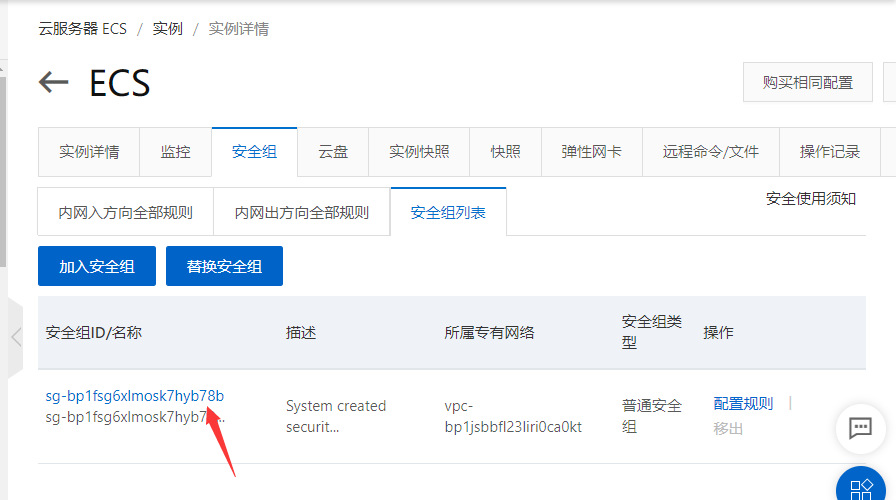 云服务器 ECS / 实例 / 实例详情
ECS
购买相同配置
实例详情 监控 安全组 云盘 实例快照 快照 弹性网卡 远程命令/文件 操作记录
内网入方向全部规则 内网出方向全部规则 安全组列表 安全使用须知
加入安全组 替换安全组
安全组ID/名称 描述 所属专有网络 安全组类型 操作
sg-bp1fsg6xlmosk7hyb78b
sg-bp1fsg6xlmosk7hyb7...
System created
securit...
vpc-
bp1jsbbfl23liri0ca0kt
普通安全
组
配置规则 |
移出